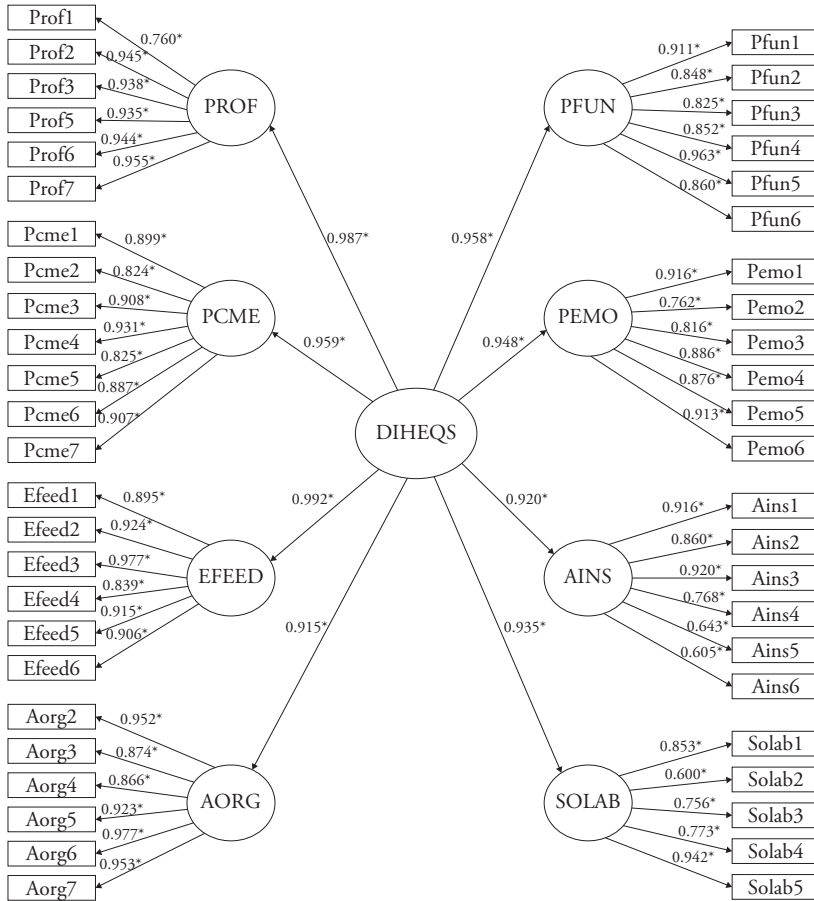 Prof1
Prof2
Prof3
Prof5
Prof6
Prof7
0.760*
0.945*
0.938*
0.935*
0.944*
0.955*
PROF
Pcme1
Pcme2
Pcme3
Pcme4
Pcme5
Pcme6
Pcme7
0.899*
0.824*
0.908*
0.931*
0.825*
0.887*
0.907*
PCME
Efeed1
Efeed2
Efeed3
Efeed4
Efeed5
Efeed6
0.895*
0.924*
0.977*
0.839*
0.915*
0.906*
EFEED
Aorg2
Aorg3
Aorg4
Aorg5
Aorg6
Aorg7
0.952*
0.874*
0.866*
0.923*
0.977*
0.953*
AORG
0.987*
0.959*
0.992*
0.915*
DIHEQS
0.958*
0.948*
0.920*
0.935*
PFUN
0.911*
0.848*
0.825*
0.852*
0.963*
0.860*
Pfun1
Pfun2
Pfun3
Pfun4
Pfun5
Pfun6
PEMO
0.916*
0.762*
0.816*
0.886*
0.876*
0.913*
Pemo1
Pemo2
Pemo3
Pemo4
Pemo5
Pemo6
AINS
0.916*
0.860*
0.920*
0.768*
0.643*
0.605*
Ains1
Ains2
Ains3
Ains4
Ains5
Ains6
SOLAB
0.853*
0.600*
0.756*
0.773*
0.942*
Solab1
Solab2
Solab3
Solab4
Solab5